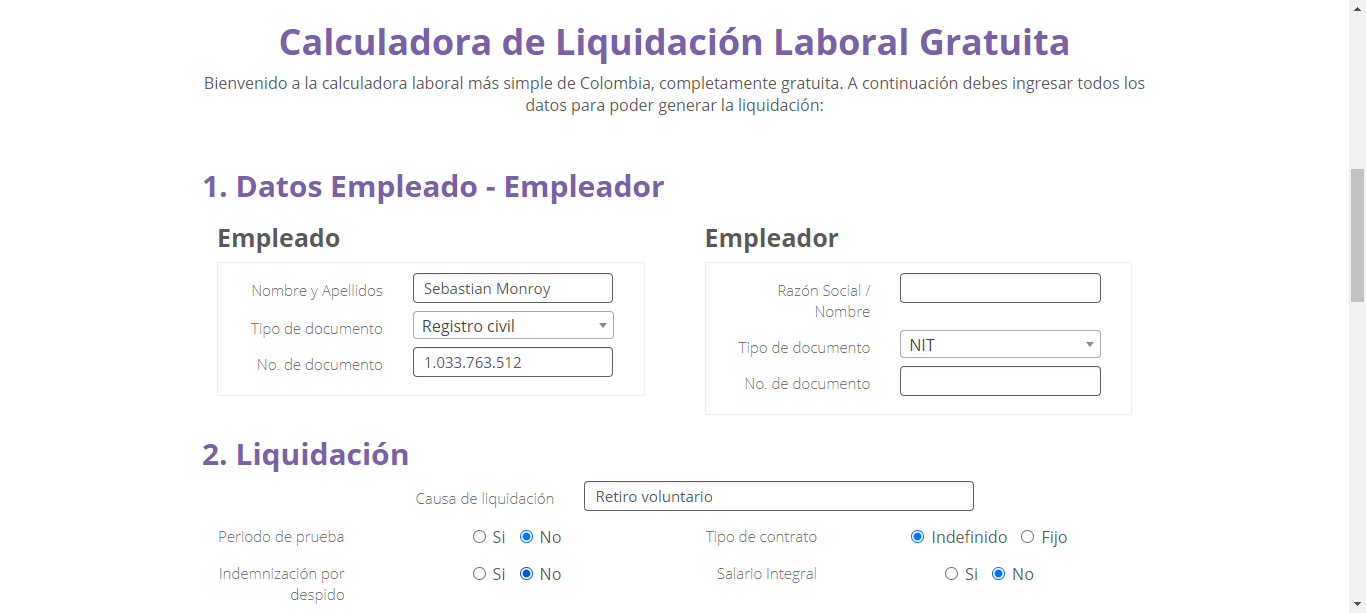 Calculadora de Liquidación Laboral Gratuita
Bienvenido a la calculadora laboral más simple de Colombia, completamente gratuita. A continuación debes ingresar todos los
datos para poder generar la liquidación:
1. Datos Empleado - Empleador
Empleado
Nombre y Apellidos Sebastian Monroy
Tipo de documento Registro civil
No. de documento 1.033.763.512
Empleador
Razón Social /
Nombre
Tipo de documento NIT
No. de documento
2. Liquidación
Causa de liquidación Retiro voluntario
Periodo de prueba Si No
Tipo de contrato Indefinido Fijo
Indemnización por
despido Si No
Salario Integral Si No